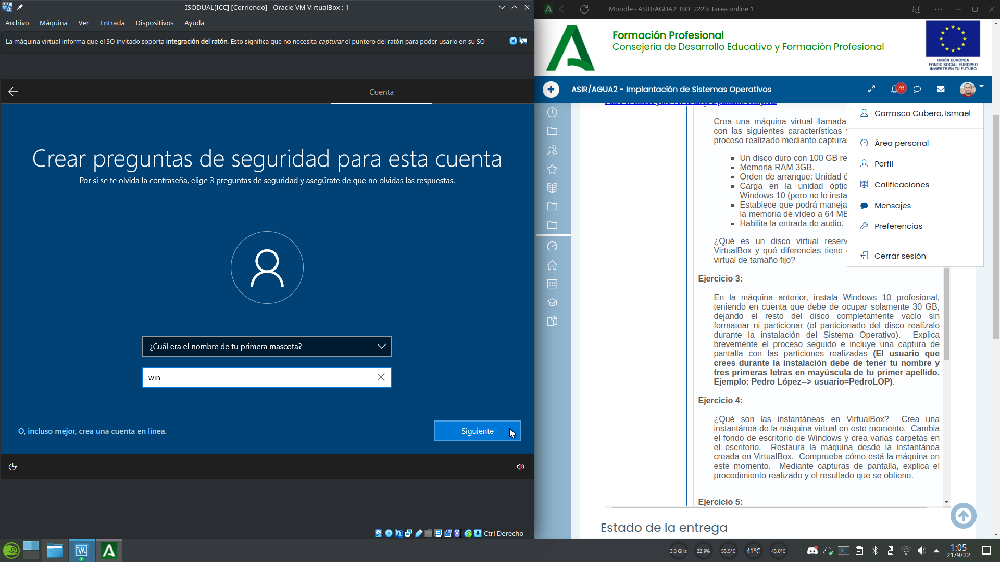 ISODUAL[ICC] [Corriendo] - Oracle VM VirtualBox : 1
Archivo Máquina Ver Entrada Dispositivos Ayuda
La máquina virtual informa que el SO invitado soporta integración del ratón. Esto significa que no necesita capturar el puntero del ratón para poder usarlo en su SO
Cuenta
Crear preguntas de seguridad para esta cuenta
Por si se te olvida la contraseña, elige 3 preguntas de seguridad y asegúrate de que no olvidas las respuestas.
¿Cuál era el nombre de tu primera mascota?
win
O, incluso mejor, crea una cuenta en línea.
Siguiente
Ctrl Derecho
Moodle - ASIR/AGUA2_ISO_2223: Tarea online 1
Formación Profesional
Consejería de Desarrollo Educativo y Formación Profesional
UNIÓN EUROPEA
FONDO SOCIAL EUROPEO
INVIERTE EN TU FUTURO
ASIR/AGUA2 - Implantación de Sistemas Operativos
76
Pulse el enlace para ver la tarea a pantalla completa
Carrasco Cubero, Ismael
Área personal
Perfil
Calificaciones
Mensajes
Preferencias
Cerrar sesión
Crea una máquina virtual llamada
con las siguientes características
proceso realizado mediante capturas
Un disco duro con 100 GB re
Memoria RAM 3GB.
Orden de arranque: Unidad ó
Carga en la unidad óptic
Windows 10 (pero no lo insta
Establece que podrá maneja
la memoria de vídeo a 64 MB
Habilita la entrada de audio.
¿Qué es un disco virtual reserv
VirtualBox y qué diferencias tiene
virtual de tamaño fijo?
Ejercicio 3:
En la máquina anterior, instala Windows 10 profesional,
teniendo en cuenta que debe de ocupar solamente 30 GB,
dejando el resto del disco completamente vacío sin
formatear ni particionar (el particionado del disco realízalo
durante la instalación del Sistema Operativo). Explica
brevemente el proceso seguido e incluye una captura de
pantalla con las particiones realizadas (El usuario que
crees durante la instalación debe de tener tu nombre y
tres primeras letras en mayúscula de tu primer apellido.
Ejemplo: Pedro López--> usuario=PedroLOP).
Ejercicio 4:
¿Qué son las instantáneas en VirtualBox? Crea una
instantánea de la máquina virtual en este momento. Cambia
el fondo de escritorio de Windows y crea varias carpetas en
el escritorio. Restaura la máquina desde la instantánea
creada en VirtualBox. Comprueba cómo está la máquina en
este momento. Mediante capturas de pantalla, explica el
procedimiento realizado y el resultado que se obtiene.
Ejercicio 5:
Estado de la entrega
3,3 GHz
22,9%
55,5°C
41°C
45,0°C
1:05
21/9/22